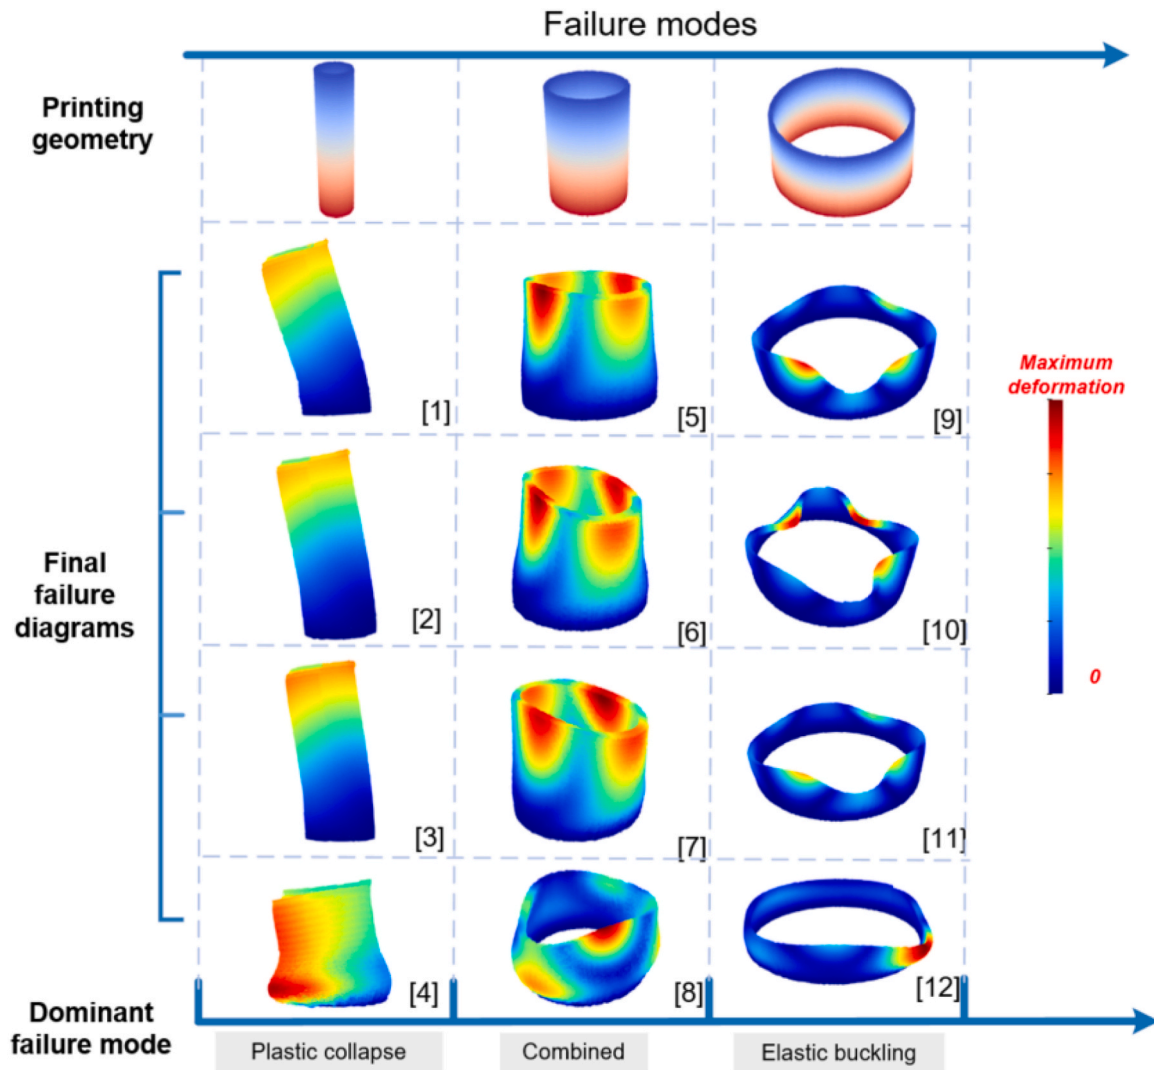 Failure modes
Printing
geometry
[1]
[5]
[9]
Maximum
deformation
[2]
[6]
[10]
Final
failure
diagrams
0
[3]
[7]
[11]
[4]
[8]
[12]
Dominant
failure mode
Plastic collapse
Combined
Elastic buckling